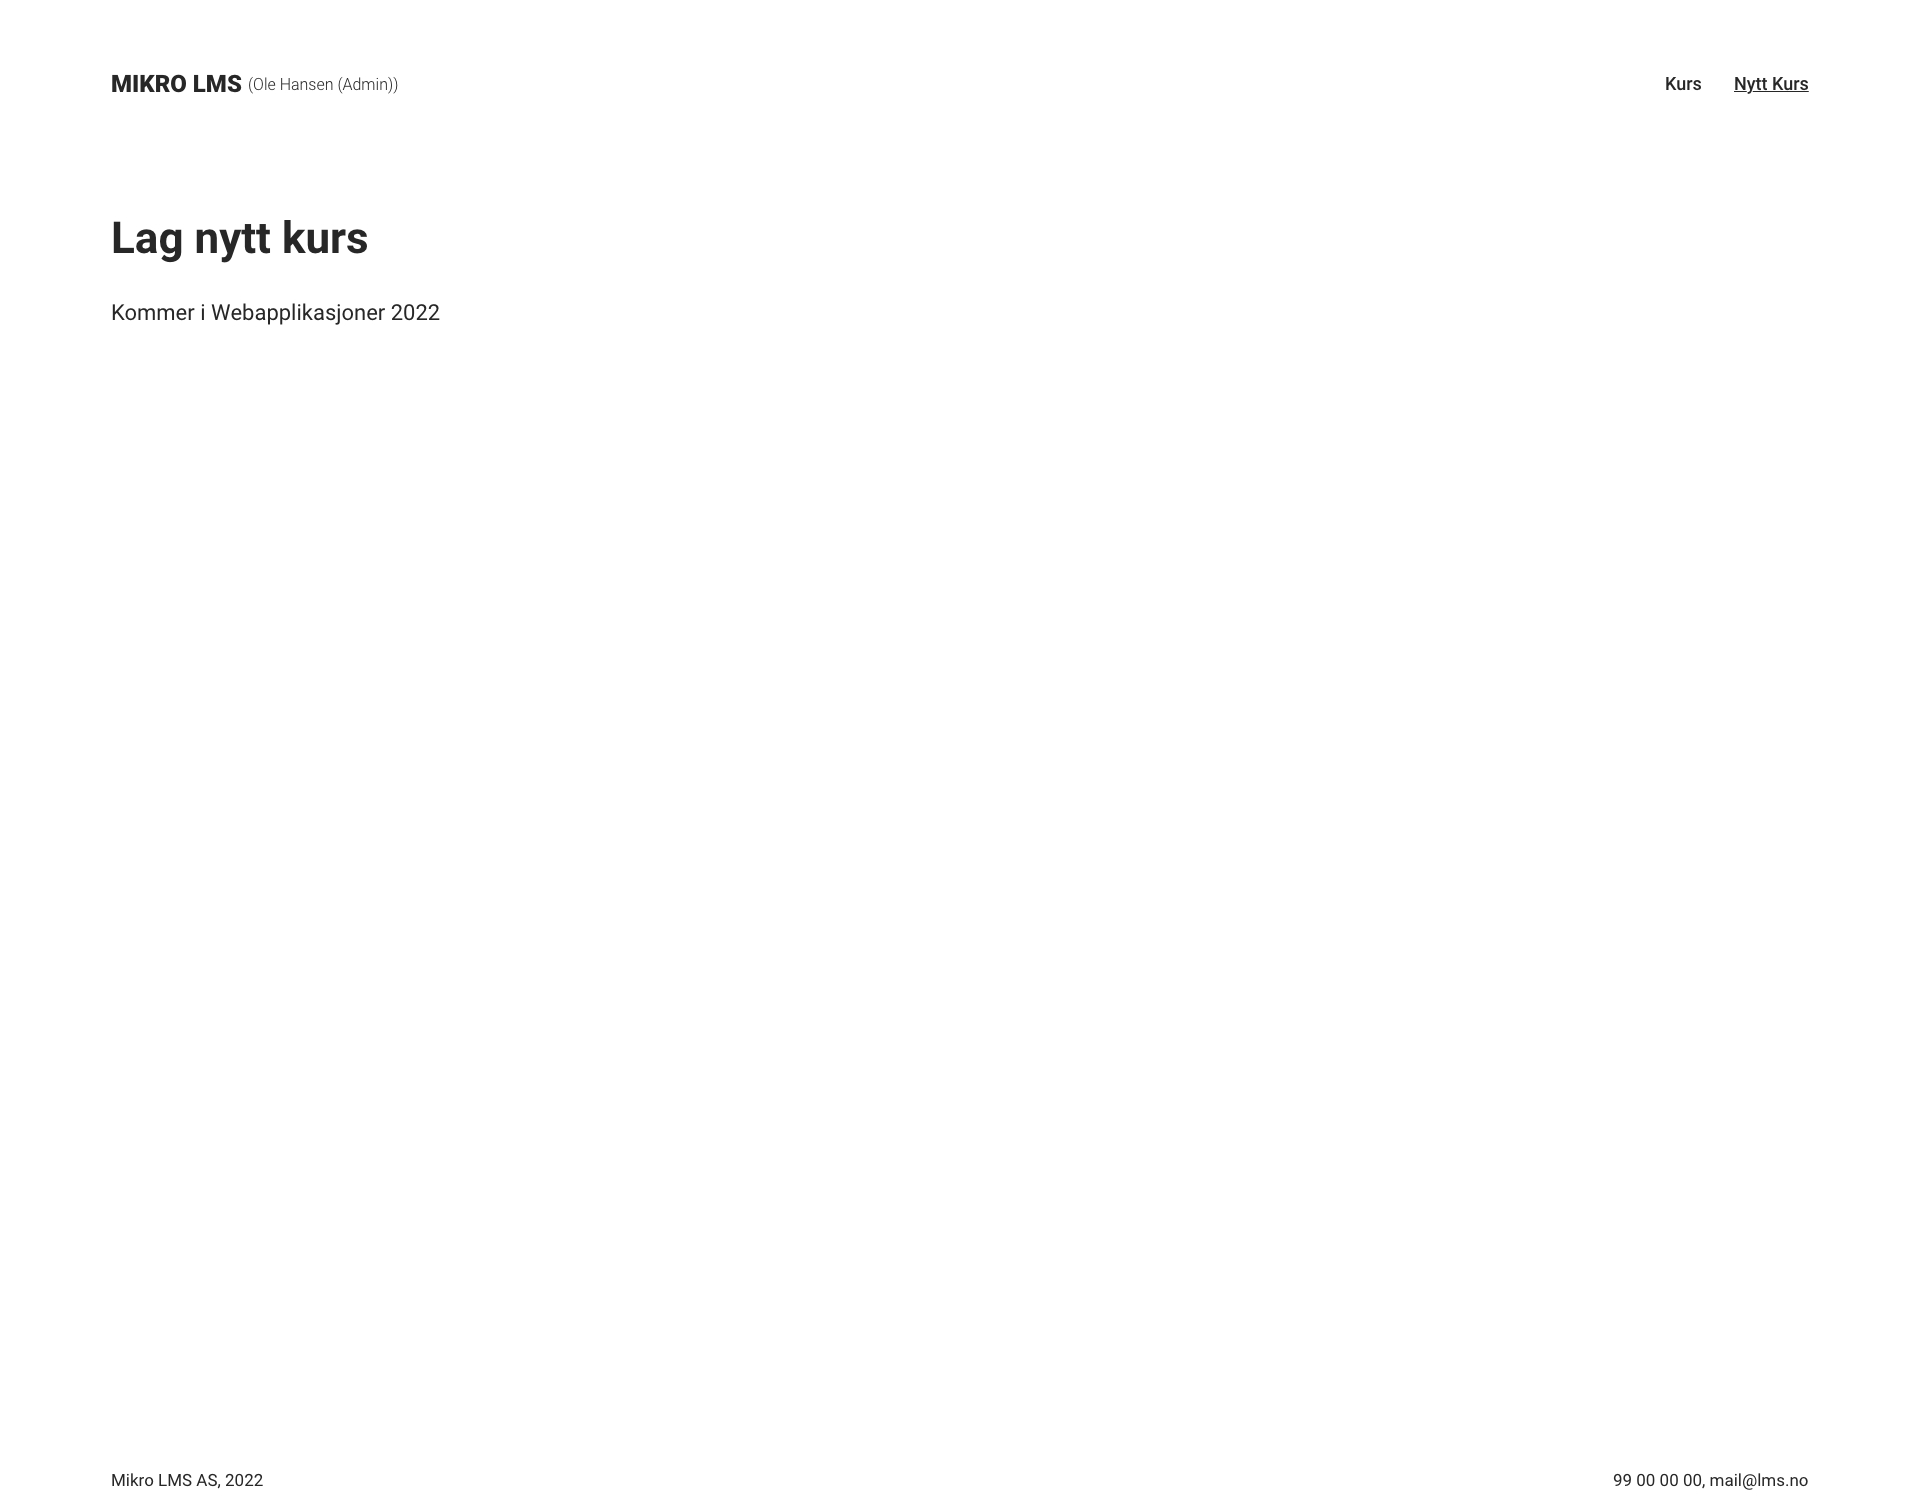 MIKRO LMS (Ole Hansen (Admin))
Kurs
Nytt Kurs
Lag nytt kurs
Kommer i Webapplikasjoner 2022
Mikro LMS AS, 2022
99 00 00 00, mail@lms.no